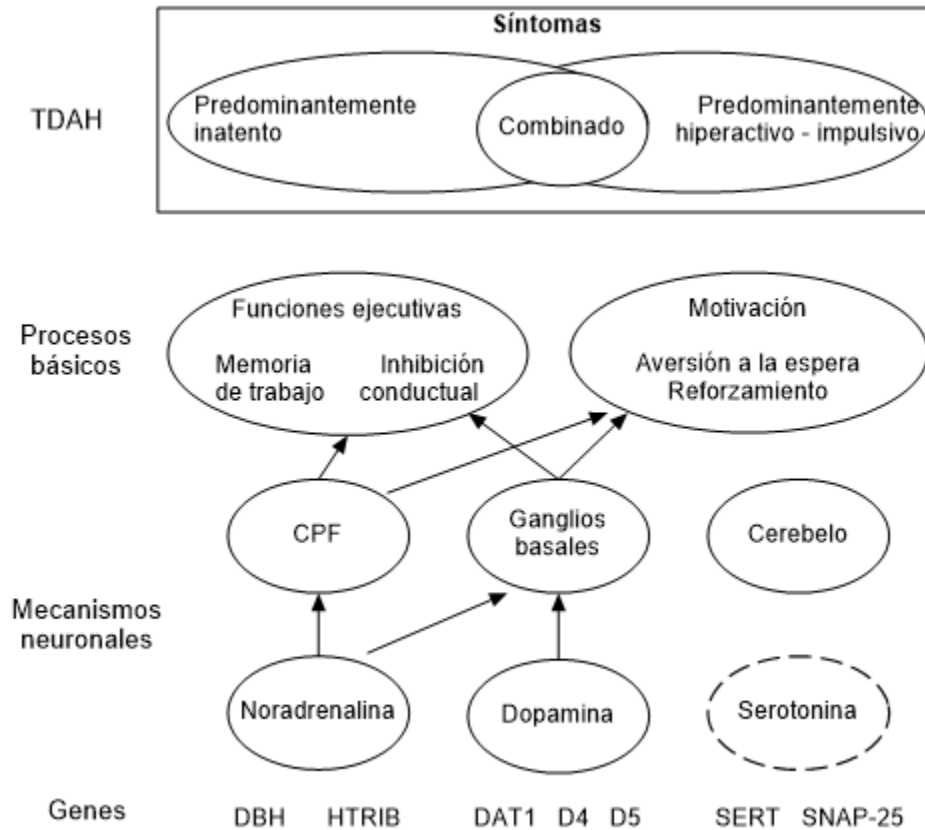 Síntomas
TDAH
Predominantemente
inatento
Combinado
Predominantemente
hiperactivo - impulsivo
Procesos
básicos
Funciones ejecutivas
Memoria
de trabajo
Inhibición
conductual
Motivación
Aversión a la espera
Reforzamiento
CPF
Ganglios
basales
Cerebelo
Mecanismos
neuronales
Noradrenalina
Dopamina
Serotonina
Genes
DBH HTRIB DAT1 D4 D5 SERT SNAP-25